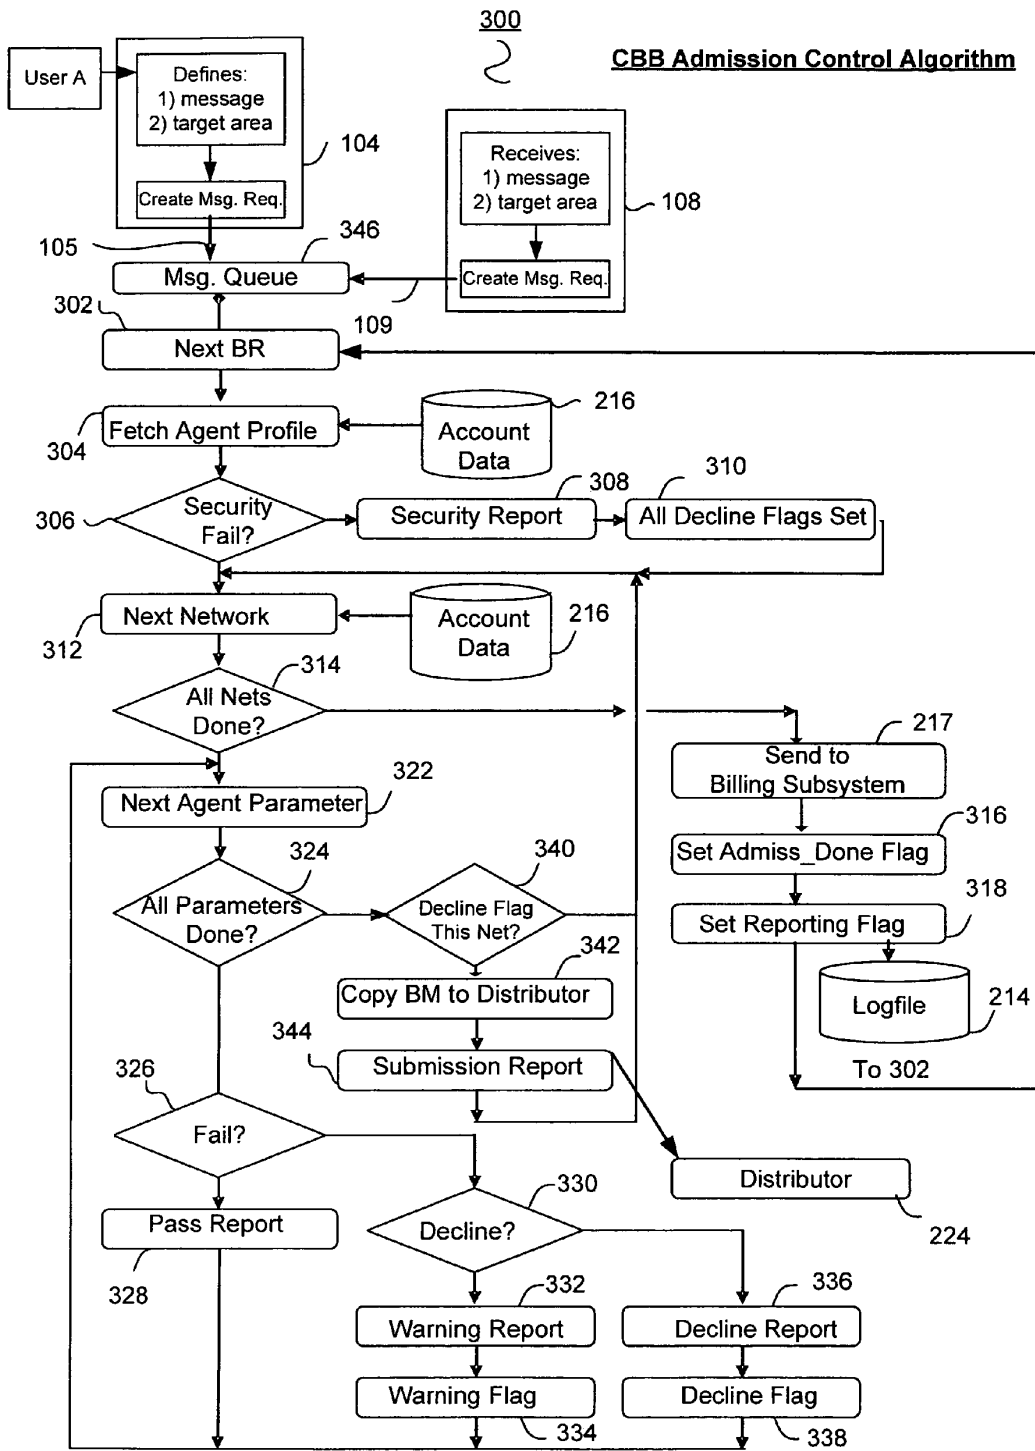 300
CBB Admission Control Algorithm
User A
Defines:
1) message
2) target area
104
Create Msg. Req.
Receives:
1) message
2) target area
108
Create Msg. Req.
105
346
Msg. Queue
109
302
Next BR
304
Fetch Agent Profile
216
Account
Data
306
Security
Fail?
308
Security Report
310
All Decline Flags Set
312
Next Network
Account
Data
216
314
All Nets
Done?
217
Send to
Billing Subsystem
322
Next Agent Parameter
316
Set Admiss_Done Flag
324
All Parameters
Done?
340
Decline Flag
This Net?
318
Set Reporting Flag
342
Copy BM to Distributor
Logfile
214
344
Submission Report
To 302
326
Fail?
Distributor
224
330
Decline?
Pass Report
328
332
Warning Report
336
Decline Report
Warning Flag
334
Decline Flag
338